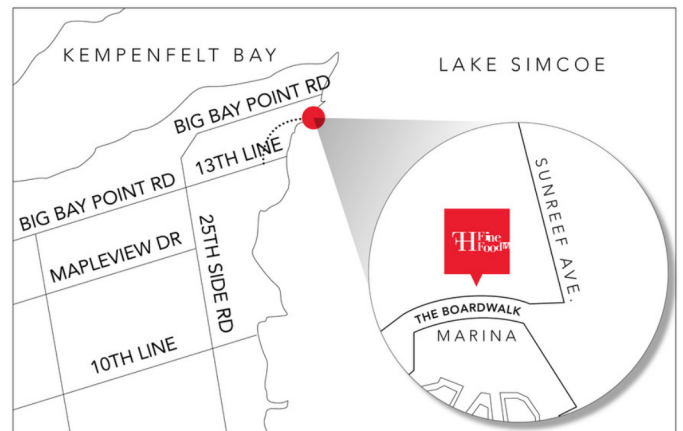 KEMPENFELT BAY
LAKE SIMCOE
BIG BAY POINT RD
13TH LINE
BIG BAY POINT RD
MAPLEVIEW DR
25TH SIDE RD
10TH LINE
SUNREEF AVE.
FH Fine
Food
THE BOARDWALK
MARINA